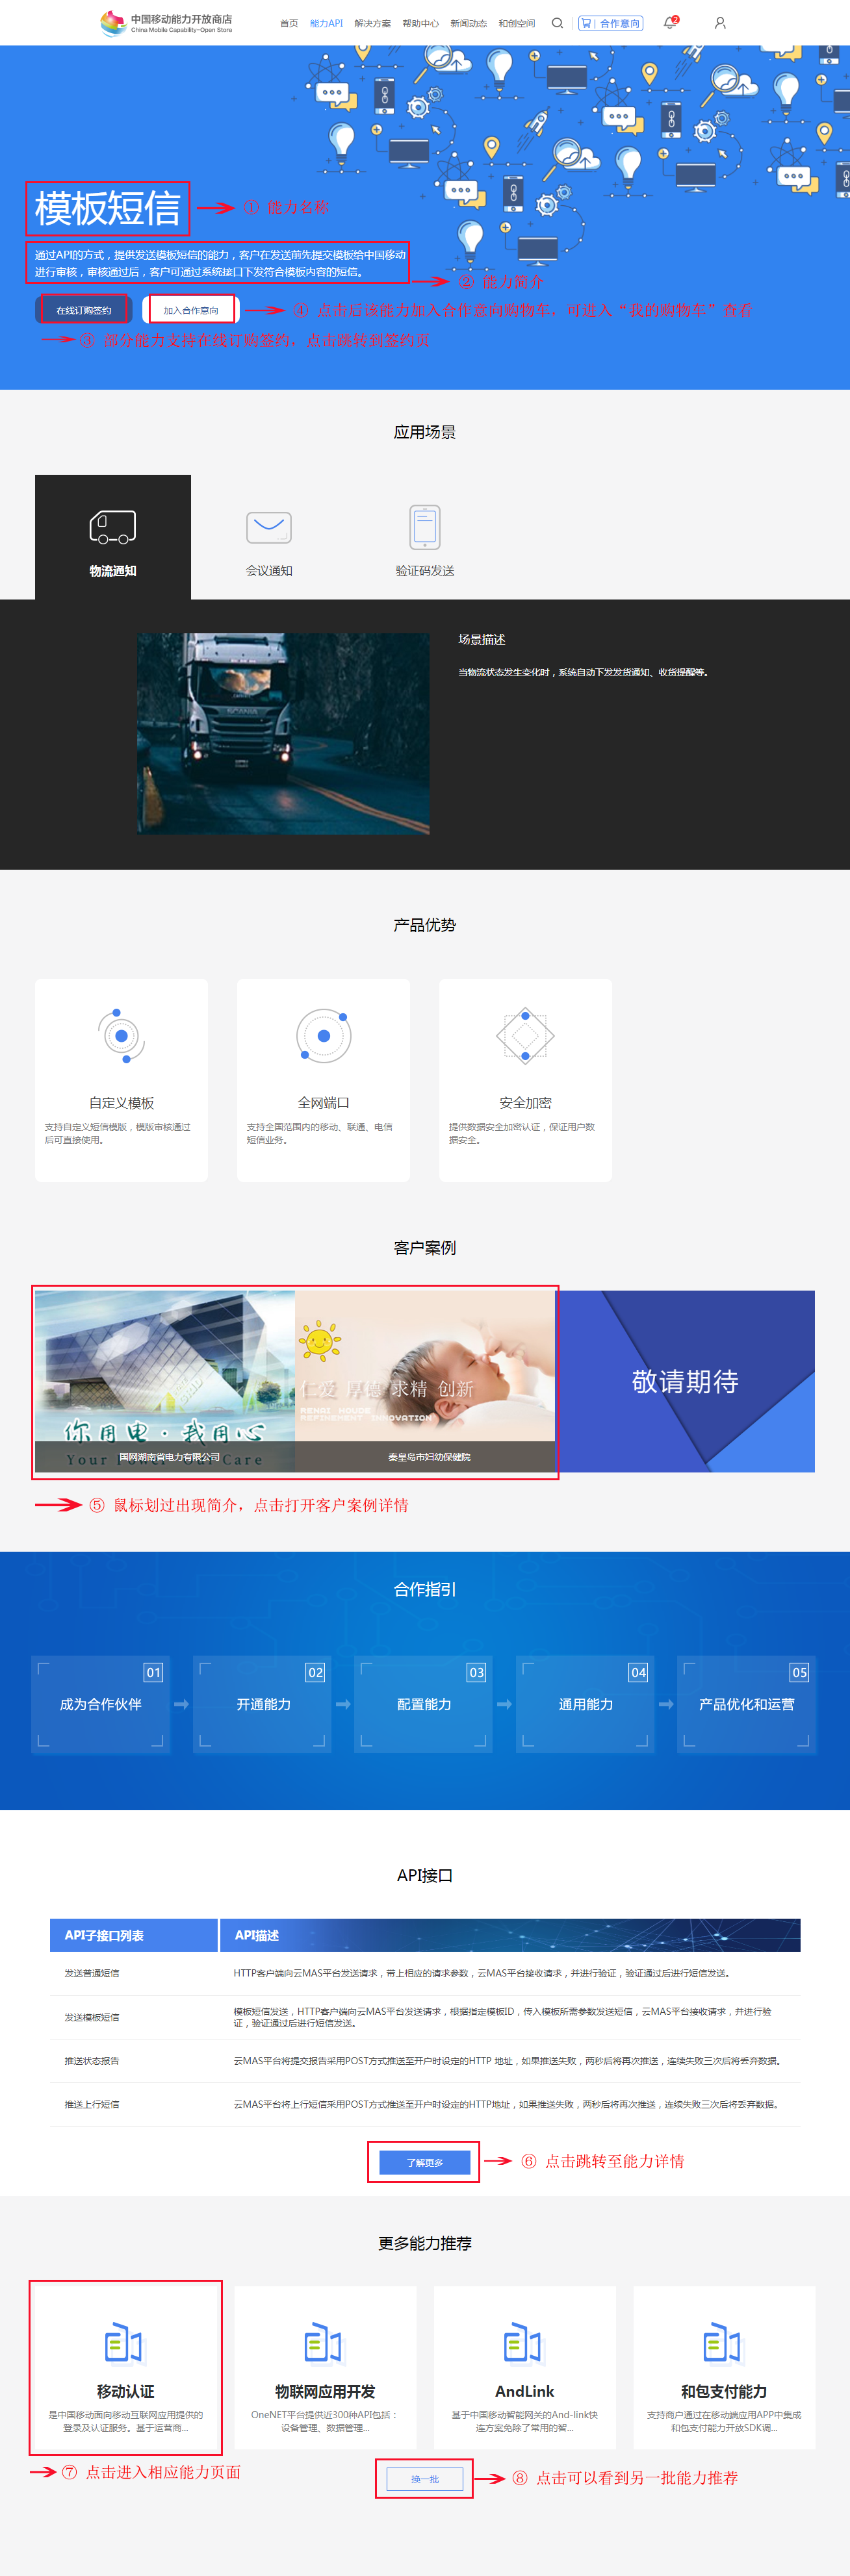 中国移动能力开放商店
China Mobile Capability-Open Store
首页 能力API 解决方案 帮助中心 新闻动态 和创空间 合作意向 2
模板短信
① 能力名称
通过API的方式，提供发送模板短信的能力，客户在发送前先提交模板给中国移动
进行审核，审核通过后，客户可通过系统接口下发符合模板内容的短信。
② 能力简介
在线订购签约 加入合作意向
④ 点击后该能力加入合作意向购物车，可进入“我的购物车”查看
③ 部分能力支持在线订购签约，点击跳转到签约页
应用场景
物流通知 会议通知 验证码发送
场景描述
当物流状态发生变化时，系统自动下发发货通知、收货提醒等。
产品优势
自定义模板 全网端口 安全加密
支持自定义短信模版，模版审核通过
后可直接使用。
支持全国范围内的移动、联通、电信
短信业务。
提供数据安全加密认证，保证用户数
据安全。
客户案例
仁爱 厚德 求精 创新
RENAI HOUDE
REFINEMENT INNOVATION
敬请期待
你用电·我用心
Your Power Our Care
国网湖南省电力有限公司
秦皇岛市妇幼保健院
⑤ 鼠标划过出现简介，点击打开客户案例详情
合作指引
01 02 03 04 05
成为合作伙伴 开通能力 配置能力 通用能力 产品优化和运营
API接口
API子接口列表 API描述
发送普通短信 HTTP客户端向云MAS平台发送请求，带上相应的请求参数，云MAS平台接收请求，并进行验证，验证通过后进行短信发送。
发送模板短信 模板短信发送，HTTP客户端向云MAS平台发送请求，根据指定模板ID，传入模板所需参数发送短信，云MAS平台接收请求，并进行验
证，验证通过后进行短信发送。
推送状态报告 云MAS平台将提交报告采用POST方式推送至开户时设定的HTTP 地址，如果推送失败，两秒后将再次推送，连续失败三次后将丢弃数据。
推送上行短信 云MAS平台将上行短信采用POST方式推送至开户时设定的HTTP地址，如果推送失败，两秒后将再次推送，连续失败三次后将丢弃数据。
了解更多
⑥ 点击跳转至能力详情
更多能力推荐
移动认证 物联网应用开发 AndLink 和包支付能力
是中国移动面向移动互联网应用提供的
登录及认证服务。基于运营商...
OneNET平台提供近300种API包括：
设备管理、数据管理...
基于中国移动智能网关的And-link快
连方案免除了常用的智...
支持商户通过在移动端应用APP中集成
和包支付能力开放SDK调...
⑦ 点击进入相应能力页面
换一批
⑧ 点击可以看到另一批能力推荐